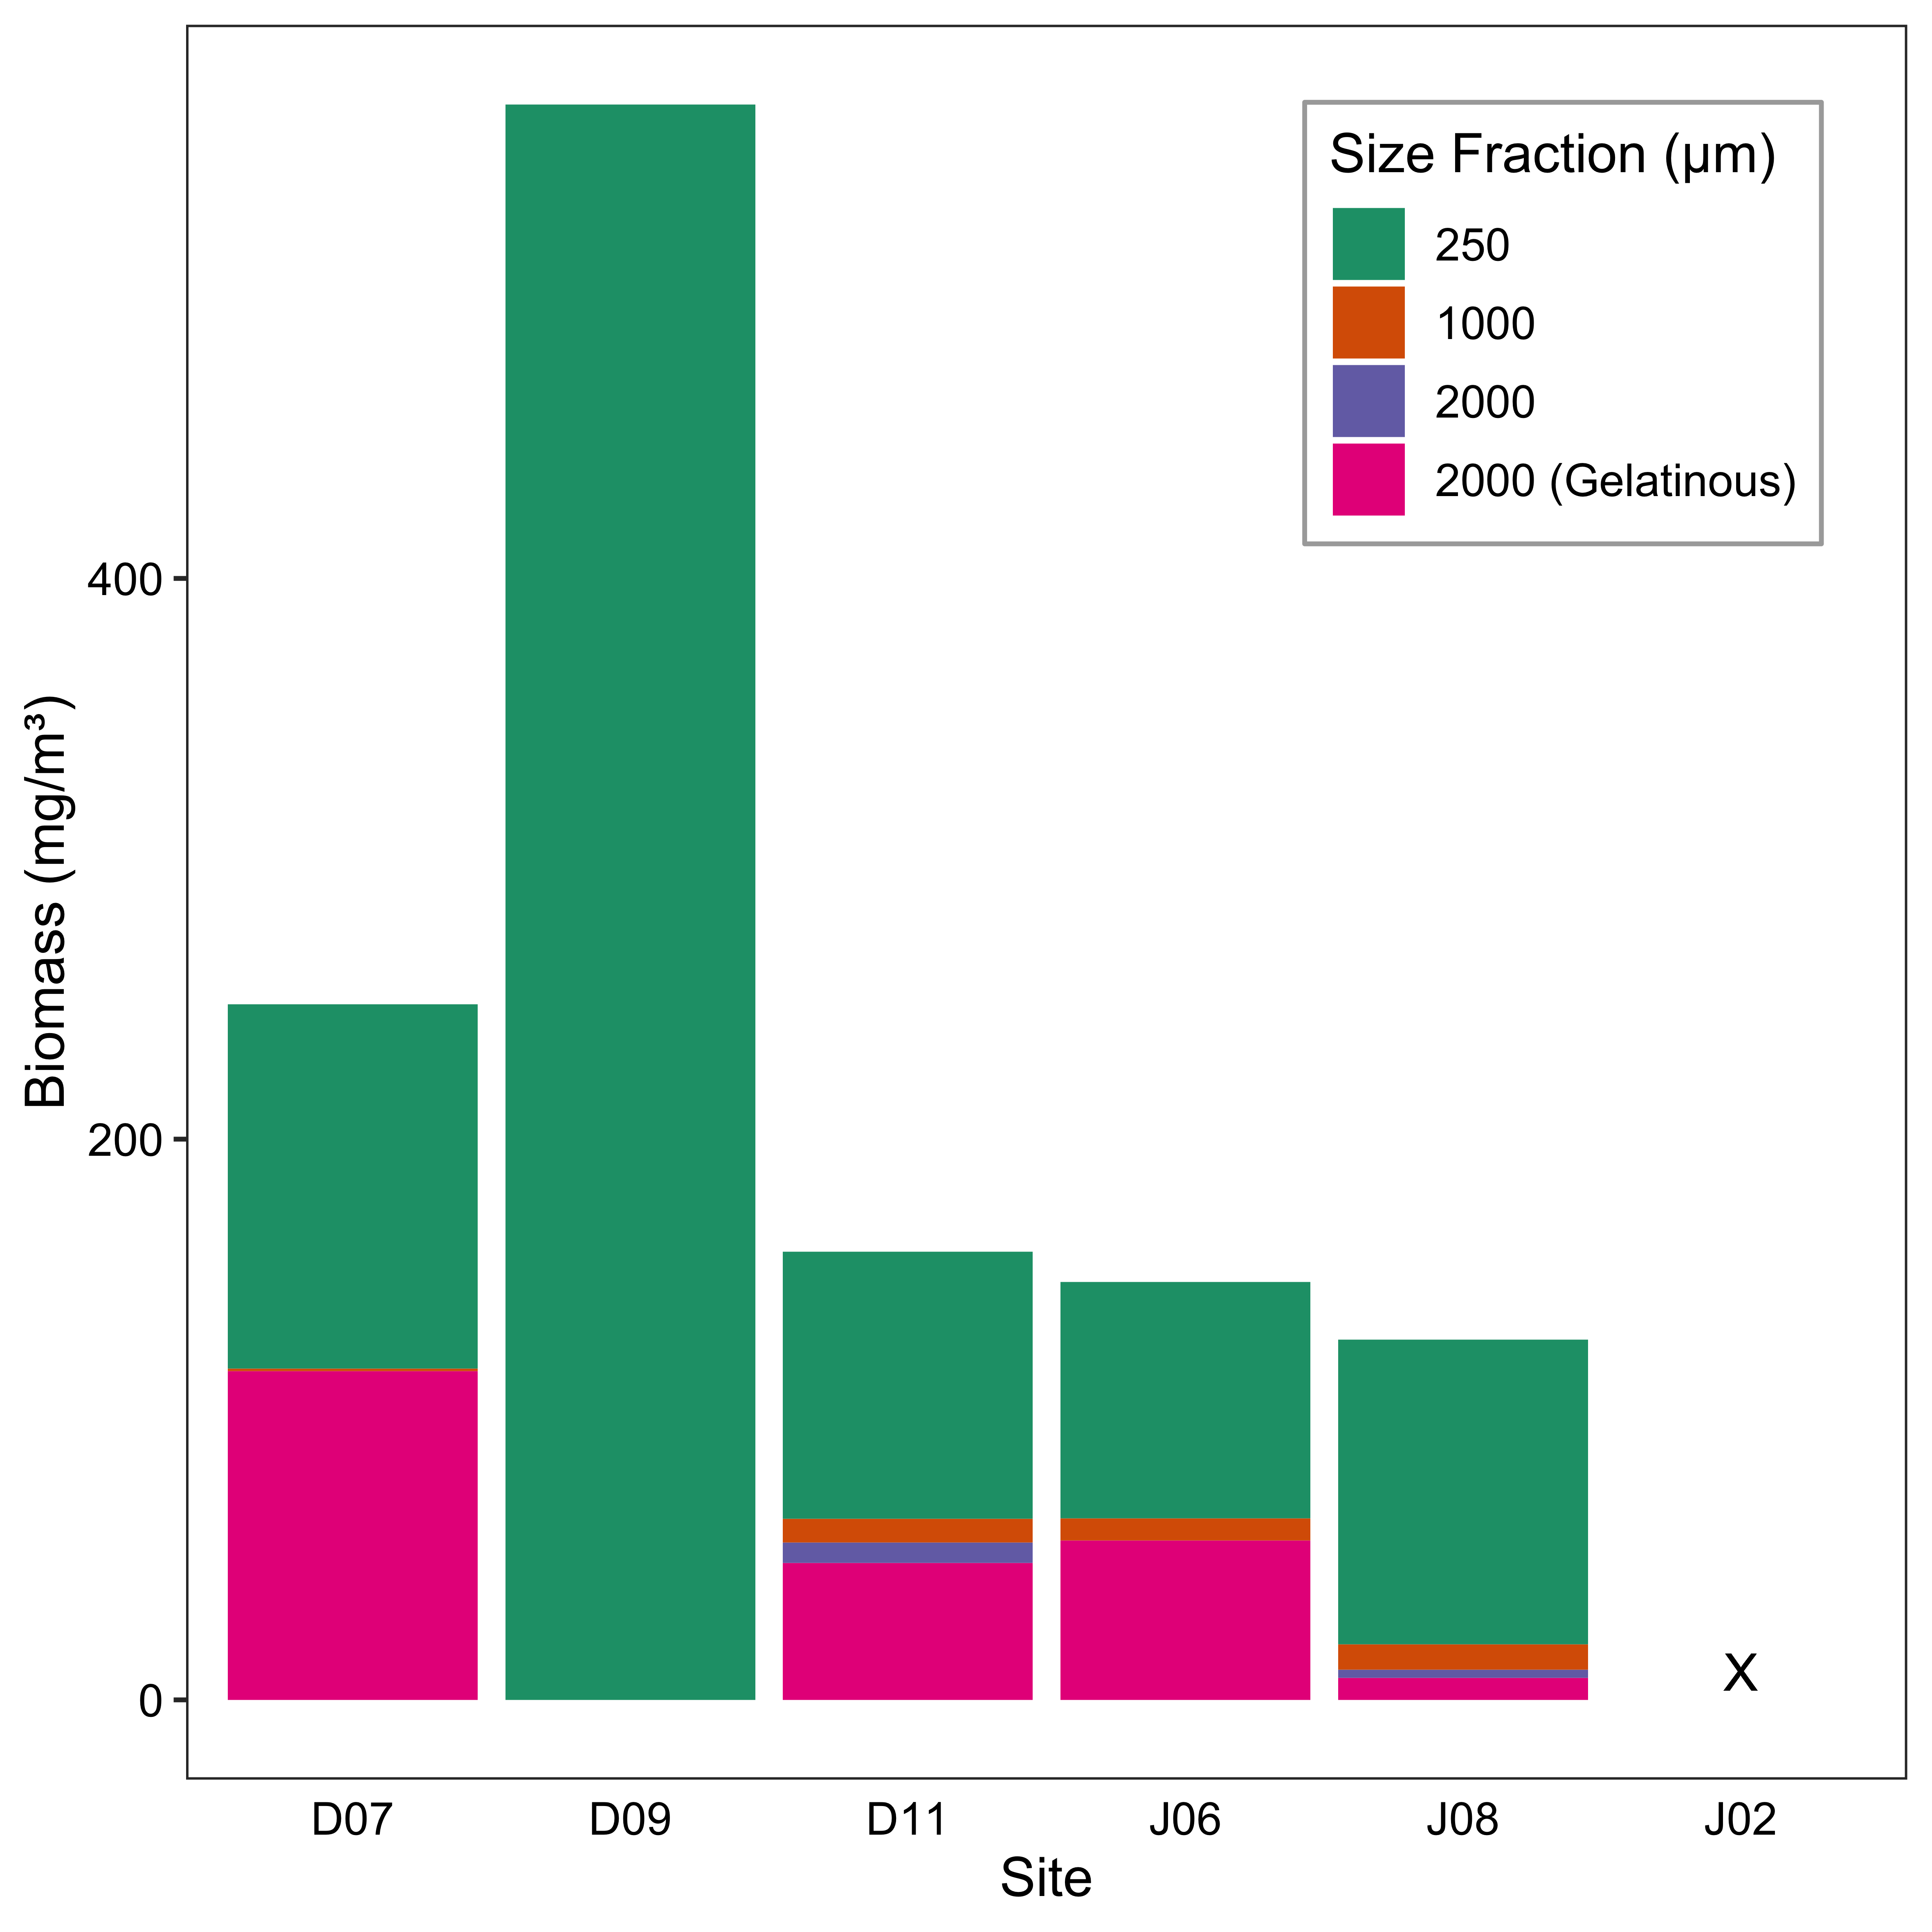 Size Fraction (µm)
250
1000
2000
2000 (Gelatinous)
Biomass (mg/m³)
400
200
0
X
D07 D09 D11 J06 J08 J02
Site